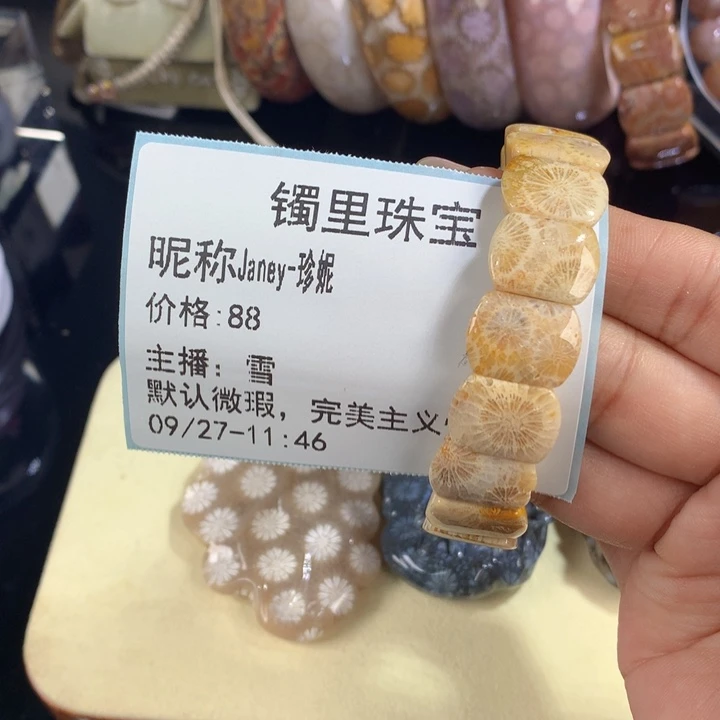 镯里珠宝
昵称Janey-珍妮
价格:88
主播：雪
默认微瑕，完美主义
09/27-11:46